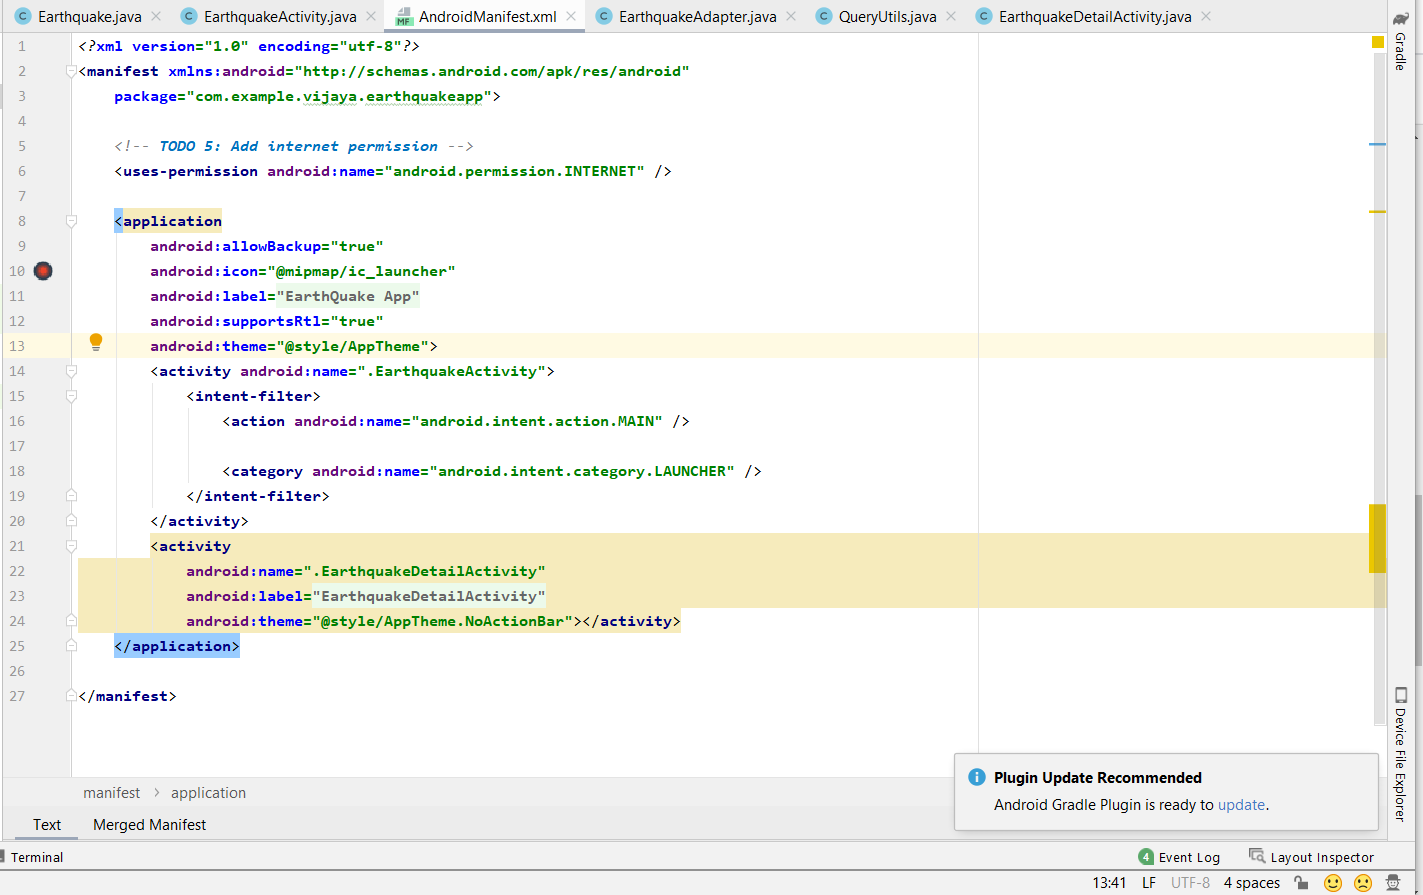 Earthquake.java EarthquakeActivity.java AndroidManifest.xml EarthquakeAdapter.java QueryUtils.java EarthquakeDetailActivity.java
1 <?xml version="1.0" encoding="utf-8"?>
2 <manifest xmlns:android="http://schemas.android.com/apk/res/android"
3 package="com.example.vijaya.earthquakeapp">
4
5 <!-- TODO 5: Add internet permission -->
6 <uses-permission android:name="android.permission.INTERNET" />
7
8 <application
9 android:allowBackup="true"
10 android:icon="@mipmap/ic_launcher"
11 android:label="EarthQuake App"
12 android:supportsRtl="true"
13 android:theme="@style/AppTheme">
14 <activity android:name=".EarthquakeActivity">
15 <intent-filter>
16 <action android:name="android.intent.action.MAIN" />
17
18 <category android:name="android.intent.category.LAUNCHER" />
19 </intent-filter>
20 </activity>
21 <activity
22 android:name=".EarthquakeDetailActivity"
23 android:label="EarthquakeDetailActivity"
24 android:theme="@style/AppTheme.NoActionBar"></activity>
25 </application>
26
27 </manifest>
Gradle
Device File Explorer
Plugin Update Recommended
Android Gradle Plugin is ready to update.
manifest > application
Text Merged Manifest
Terminal 4 Event Log Layout Inspector
13:41 LF UTF-8 4 spaces